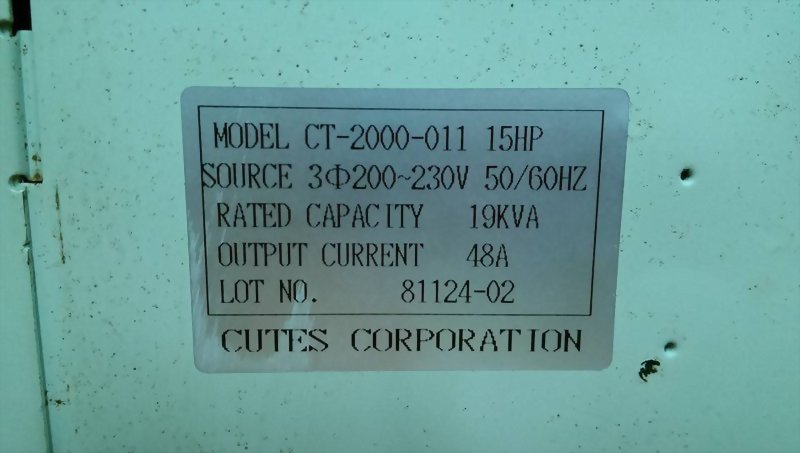 MODEL CT-2000-011 15HP
SOURCE 3Φ200~230V 50/60HZ
RATED CAPACITY 19KVA
OUTPUT CURRENT 48A
LOT NO. 81124-02
CUTES CORPORATION